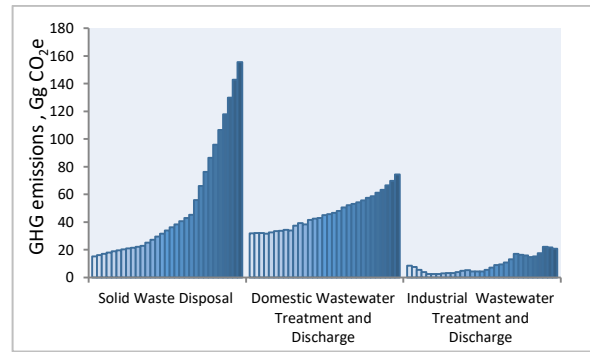 GHG emissions , Gg CO₂e
180
160
140
120
100
80
60
40
20
0
Solid Waste Disposal
Domestic Wastewater
Treatment and
Discharge
Industrial Wastewater
Treatment and
Discharge